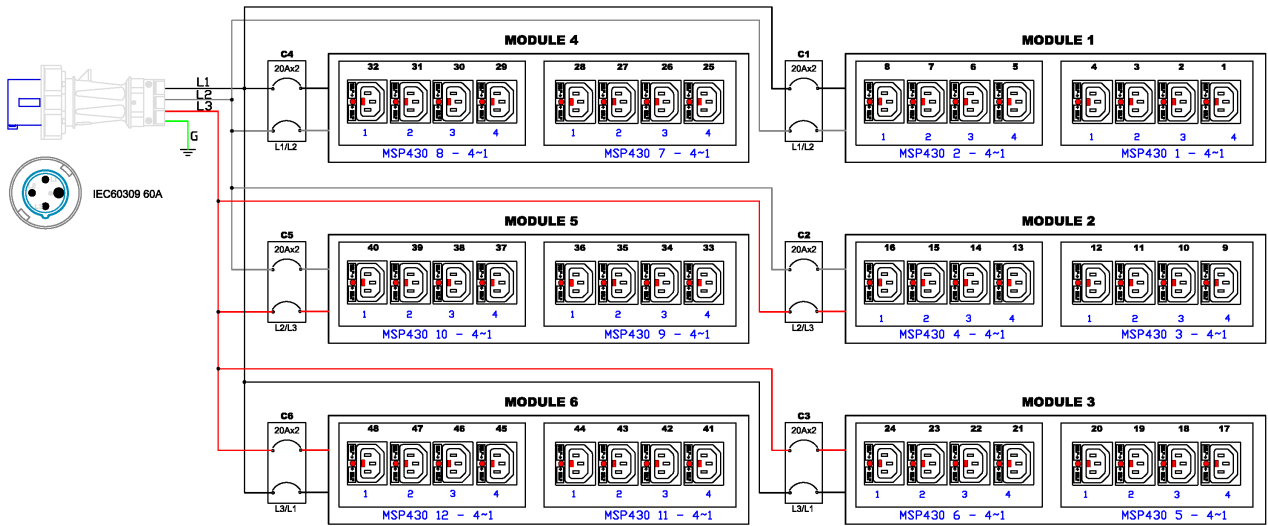 MODULE 4
MODULE 1
C4
C1
20Ax2
32 31 30 29 28 27 26 25
20Ax2
8 7 6 5 4 3 2 1
L1
L2
L3
G
1 2 3 4 1 2 3 4
1 2 3 4 1 2 3 4
L1/L2
MSP430 8 - 4~1
MSP430 7 - 4~1
L1/L2
MSP430 2 - 4~1
MSP430 1 - 4~1
IEC60309 60A
MODULE 5
MODULE 2
C5
C2
20Ax2
40 39 38 37 36 35 34 33
20Ax2
16 15 14 13 12 11 10 9
1 2 3 4 1 2 3 4
1 2 3 4 1 2 3 4
L2/L3
MSP430 10 - 4~1
MSP430 9 - 4~1
L2/L3
MSP430 4 - 4~1
MSP430 3 - 4~1
MODULE 6
MODULE 3
C6
C3
20Ax2
48 47 46 45 44 43 42 41
20Ax2
24 23 22 21 20 19 18 17
1 2 3 4 1 2 3 4
1 2 3 4 1 2 3 4
L3/L1
MSP430 12 - 4~1
MSP430 11 - 4~1
L3/L1
MSP430 6 - 4~1
MSP430 5 - 4~1